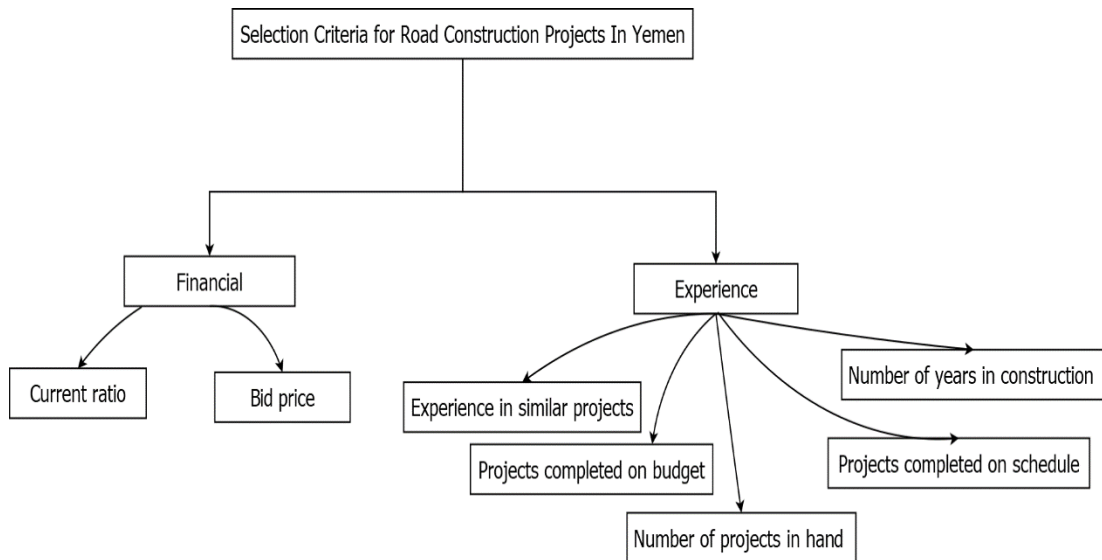 Selection Criteria for Road Construction Projects In Yemen
Financial
Experience
Current ratio
Bid price
Experience in similar projects
Number of years in construction
Projects completed on budget
Projects completed on schedule
Number of projects in hand